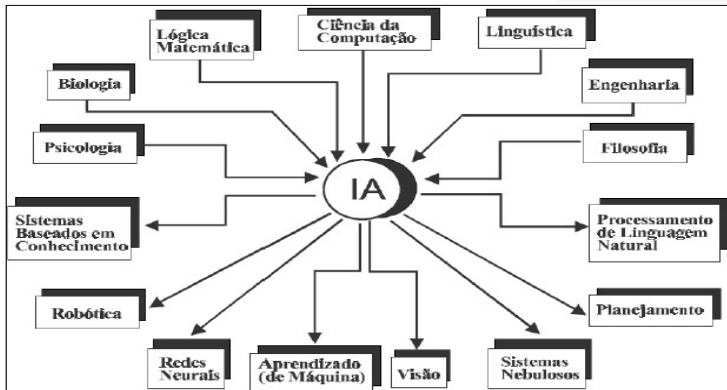 Lógica
Matemática
Ciência da
Computação
Linguística
Biologia
Engenharia
Psicologia
Filosofia
IA
Sistemas
Baseados em
Conhecimento
Processamento
de Linguagem
Natural
Robótica
Planejamento
Redes
Neurais
Aprendizado
(de Máquina)
Visão
Sistemas
Nebulosos